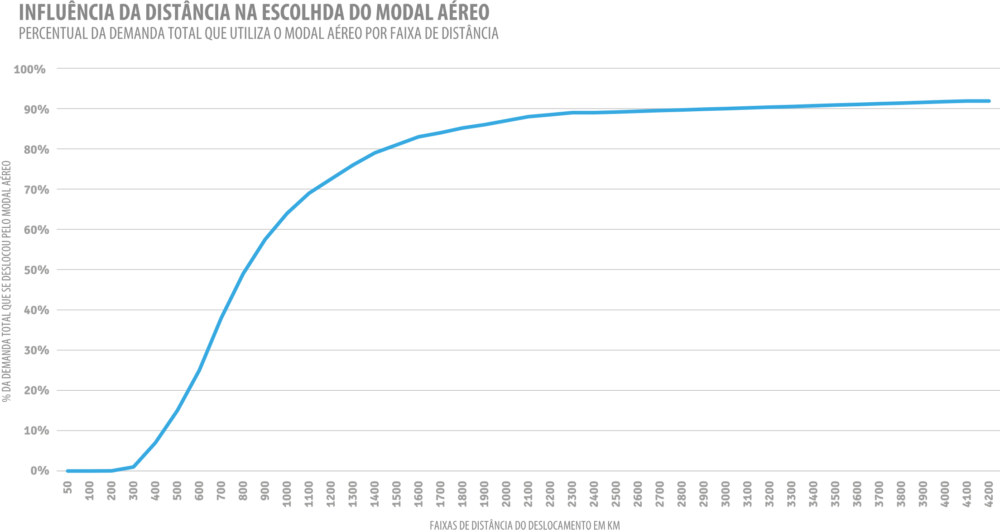 INFLUÊNCIA DA DISTÂNCIA NA ESCOLHDA DO MODAL AÉREO
PERCENTUAL DA DEMANDA TOTAL QUE UTILIZA O MODAL AÉREO POR FAIXA DE DISTÂNCIA
% DA DEMANDA TOTAL QUE SE DESLOCOU PELO MODAL AÉREO
100%
90%
80%
70%
60%
50%
40%
30%
20%
10%
0%
50 100 200 300 400 500 600 700 800 900 1000 1100 1200 1300 1400 1500 1600 1700 1800 1900 2000 2100 2200 2300 2400 2500 2600 2700 2800 2900 3000 3100 3200 3300 3400 3500 3600 3700 3800 3900 4000 4100 4200
FAIXAS DE DISTÂNCIA DO DESLOCAMENTO EM KM